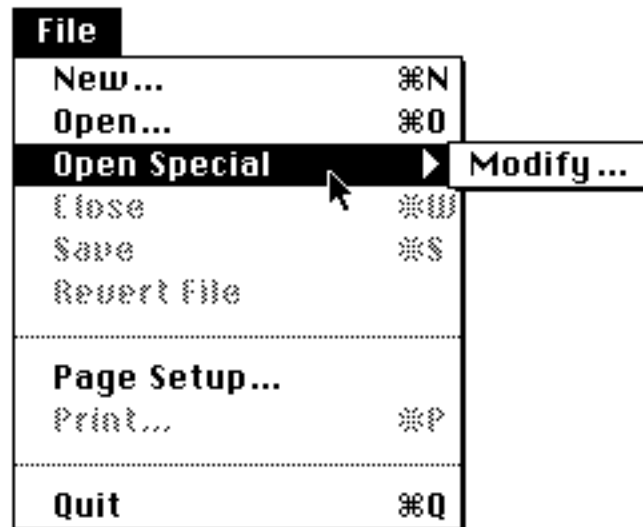 File
New... ⌘N
Open... ⌘O
Open Special ▶ Modify...
Close ⌘W
Save ⌘S
Revert File
Page Setup...
Print... ⌘P
Quit ⌘Q